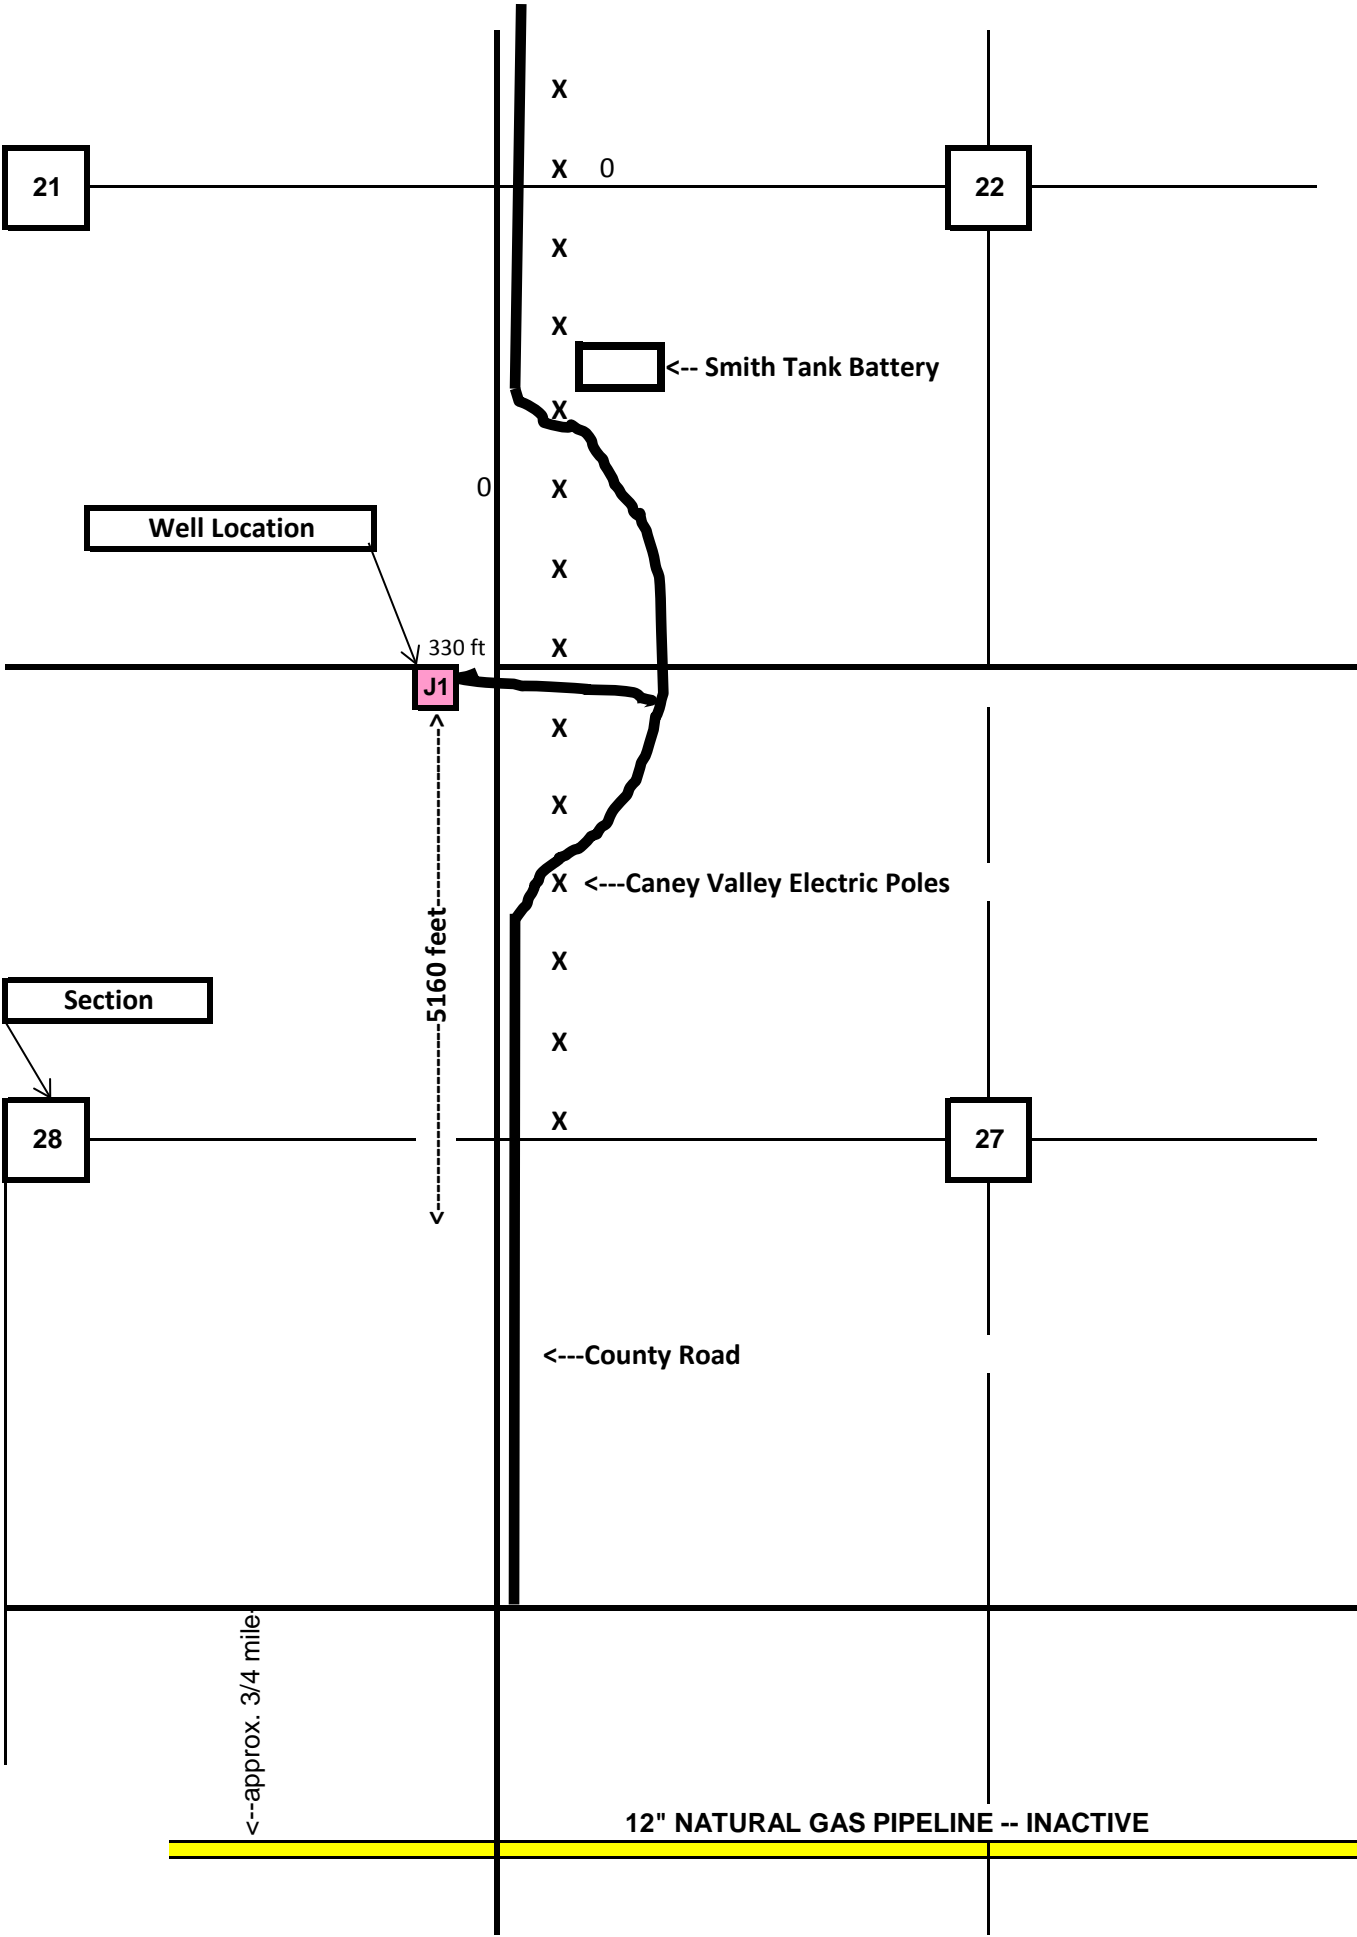 X
X 0
21
22
X
X
<-- Smith Tank Battery
X
0 X
Well Location
X
330 ft X
J1
X
X
X <---Caney Valley Electric Poles
<-----------5160 feet----------->
X
Section
X
X
28
27
<---County Road
<--approx. 3/4 mile-
12" NATURAL GAS PIPELINE -- INACTIVE